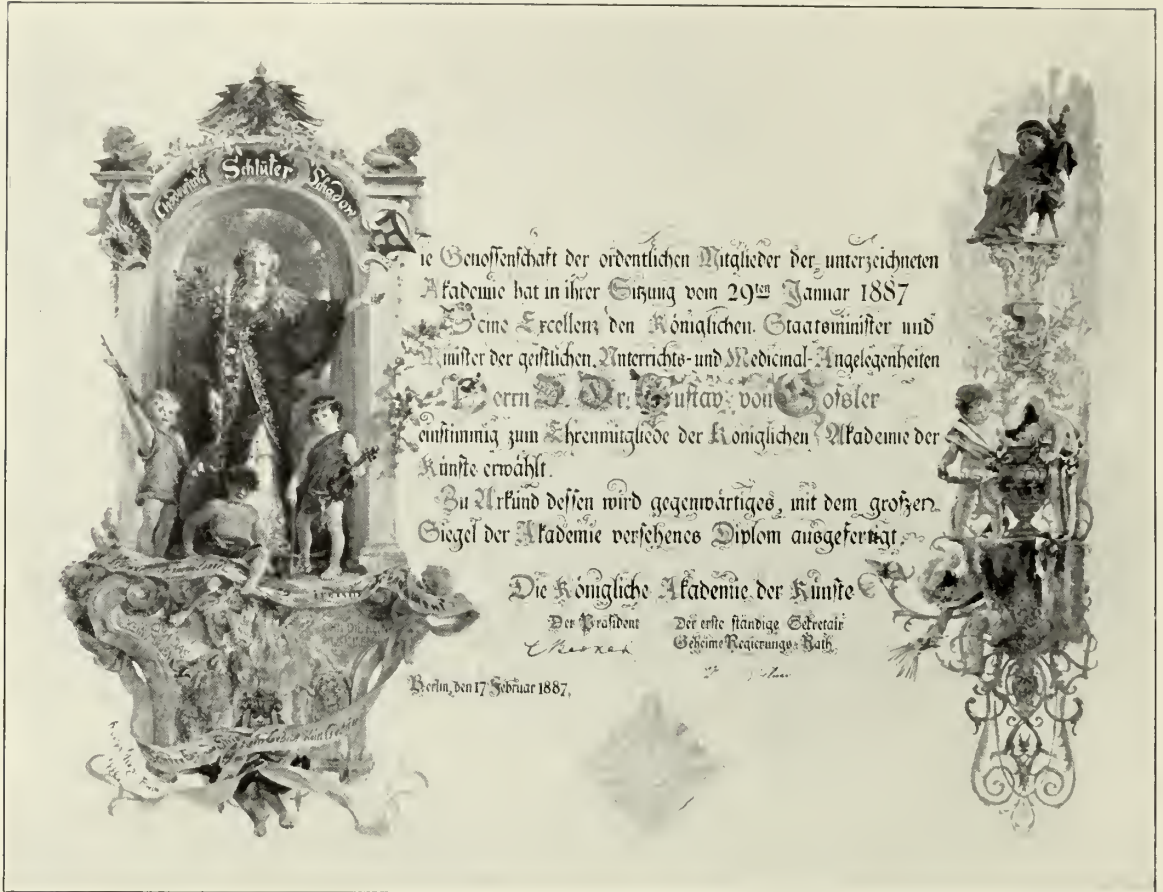 Chodowiecki Schlüter Schadow
Die Genossenschaft der ordentlichen Mitglieder der unterzeichneten
Akademie hat in ihrer Sitzung vom 29ten Januar 1887
Seine Excellenz den Königlichen Staatsminister und
Minister der geistlichen, Unterrichts- und Medicinal-Angelegenheiten
Herrn D. Dr. Gustav von Gossler
einstimmig zum Ehrenmitgliede der Königlichen Akademie der
Künste erwählt.
Zu Urkund dessen wird gegenwärtiges, mit dem großen
Siegel der Akademie versehenes Diplom ausgefertigt.
Die Königliche Akademie der Künste
Der Präsident Der erste ständige Sekretair
C Becker Geheime Regierungs-Rath
Berlin, den 17 Februar 1887.